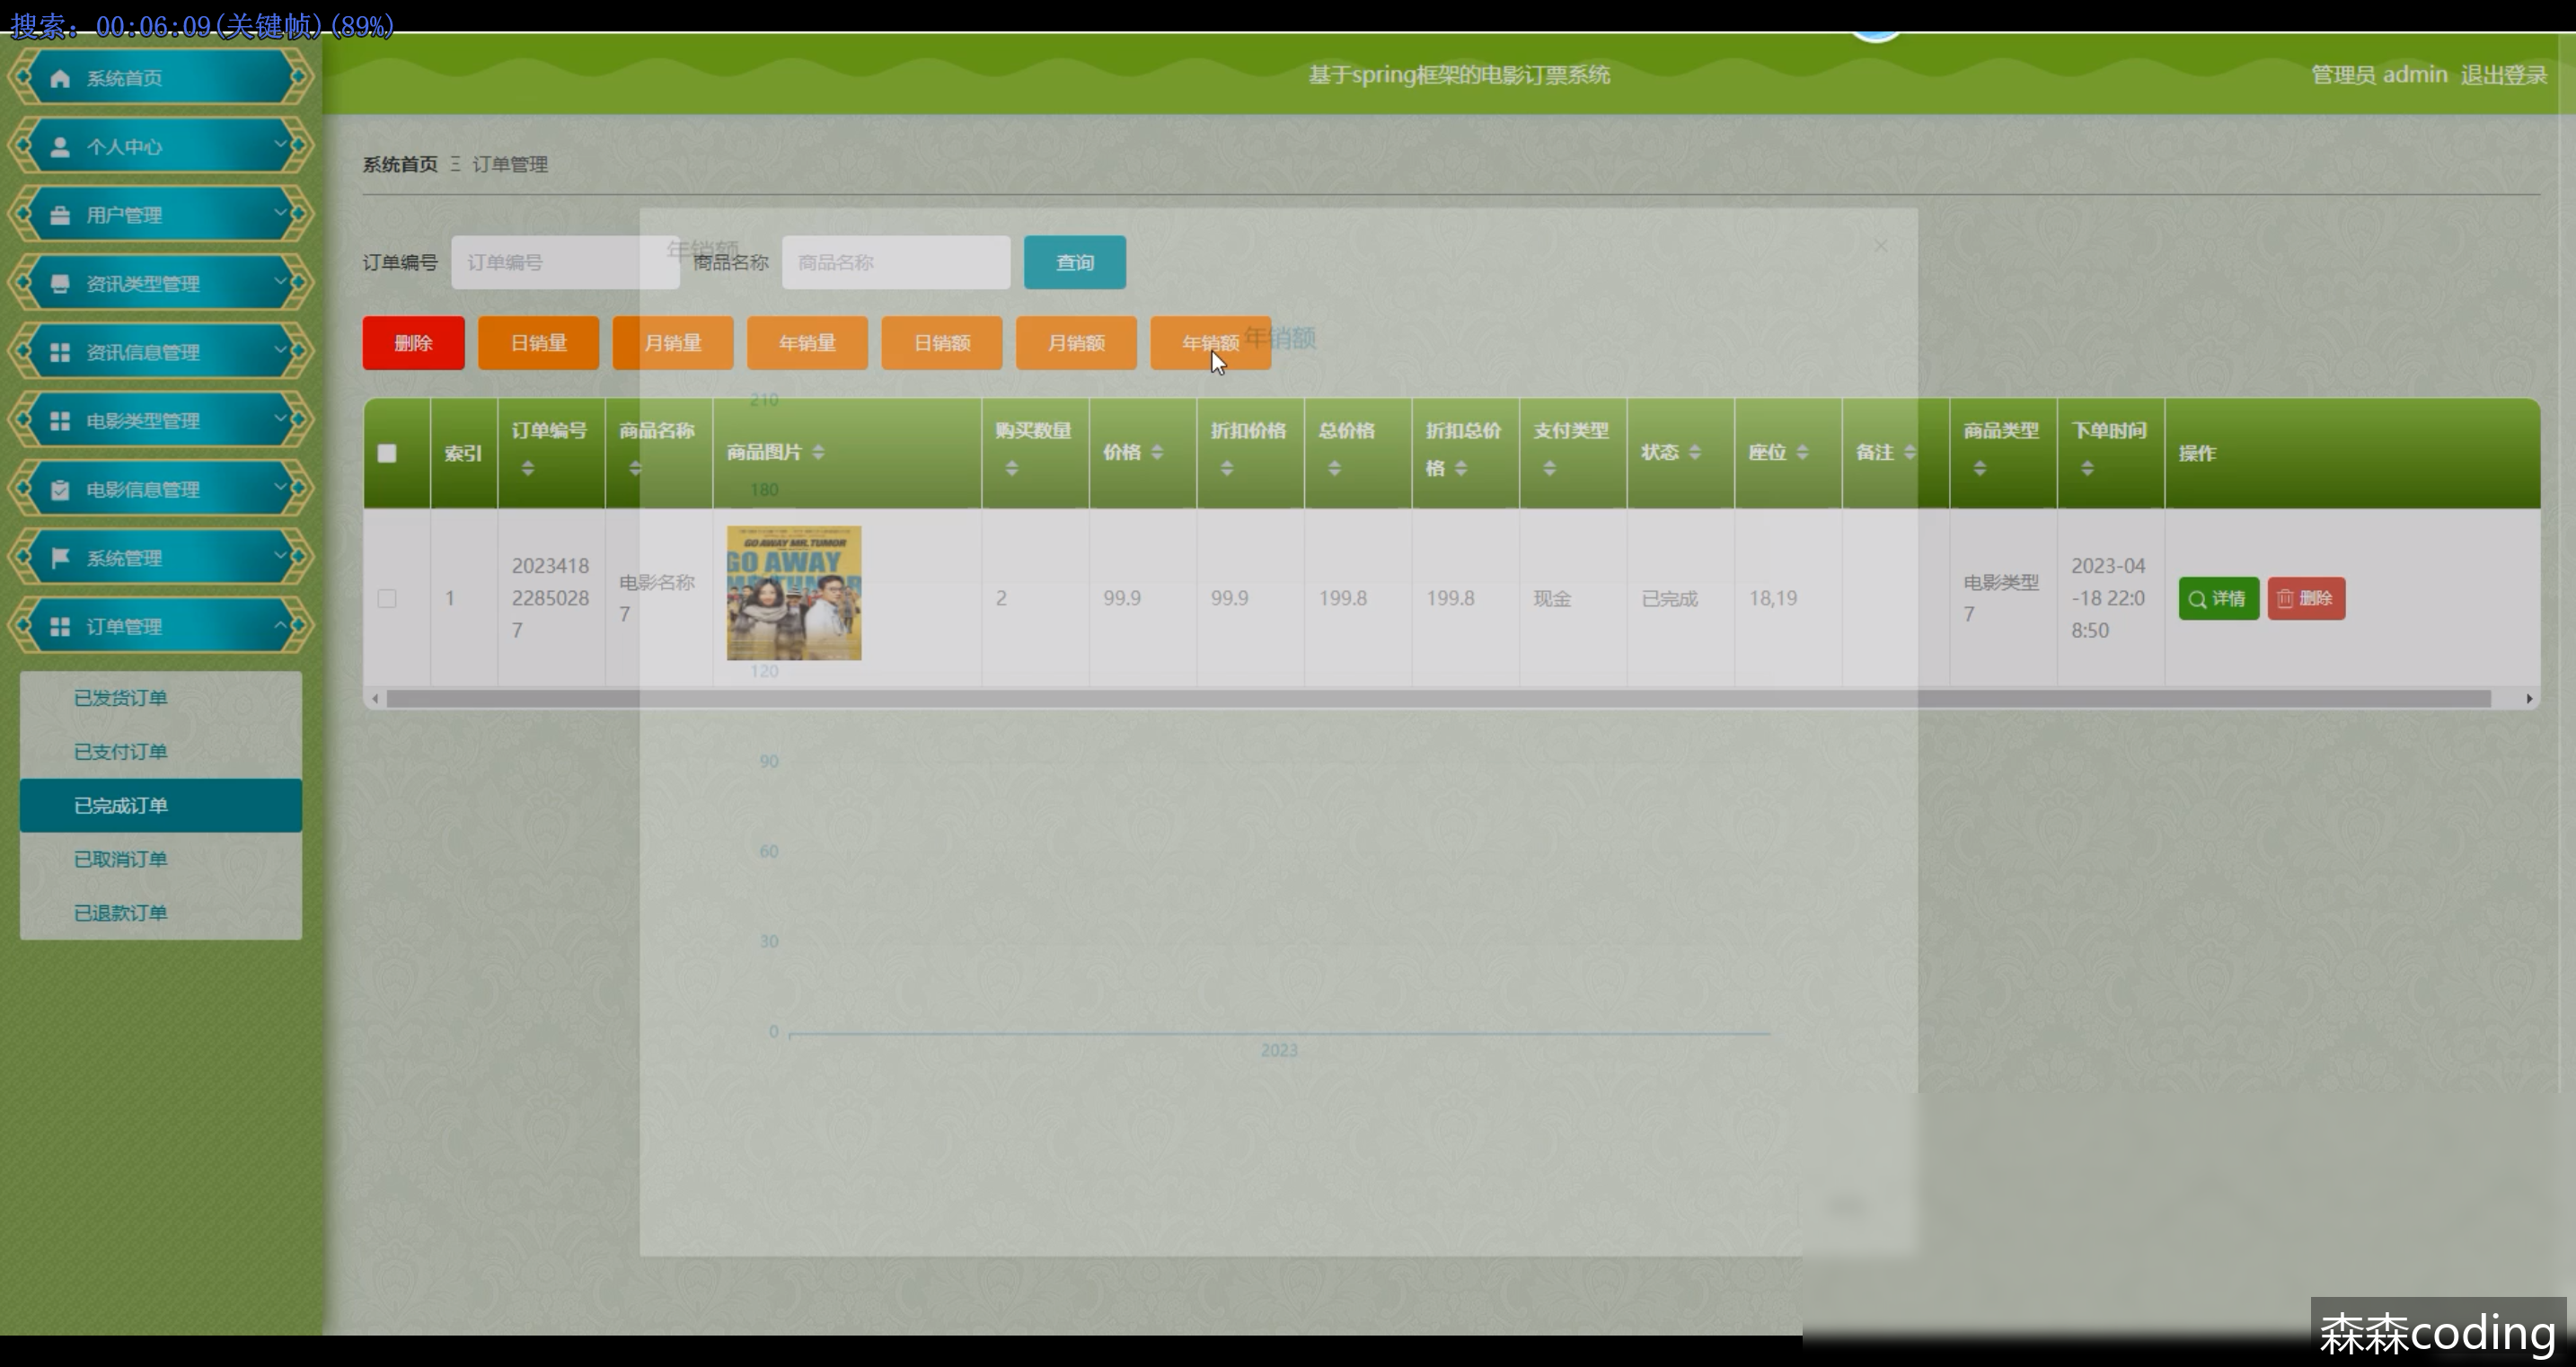 搜索：00:06:09(关键帧)(89%)
基于spring框架的电影订票系统
管理员 admin 退出登录
系统首页
个人中心
用户管理
资讯类型管理
资讯信息管理
电影类型管理
电影信息管理
系统管理
订单管理
已发货订单
已支付订单
已完成订单
已取消订单
已退款订单
系统首页 Ξ 订单管理
年销额
订单编号 订单编号 商品名称 商品名称 查询
删除 日销量 月销量 年销量 日销额 月销额 年销额
年销额
索引 订单编号 商品名称 商品图片 购买数量 价格 折扣价格 总价格 折扣总价格 支付类型 状态 座位 备注 商品类型 下单时间 操作
1 202341822850287 电影名称7 2 99.9 99.9 199.8 199.8 现金 已完成 18,19 电影类型7 2023-04-18 22:08:50 详情 删除
GO AWAY MR.TUMOR
GO AWAY
MR.TUMOR
210
180
120
90
60
30
0
2023
森森coding